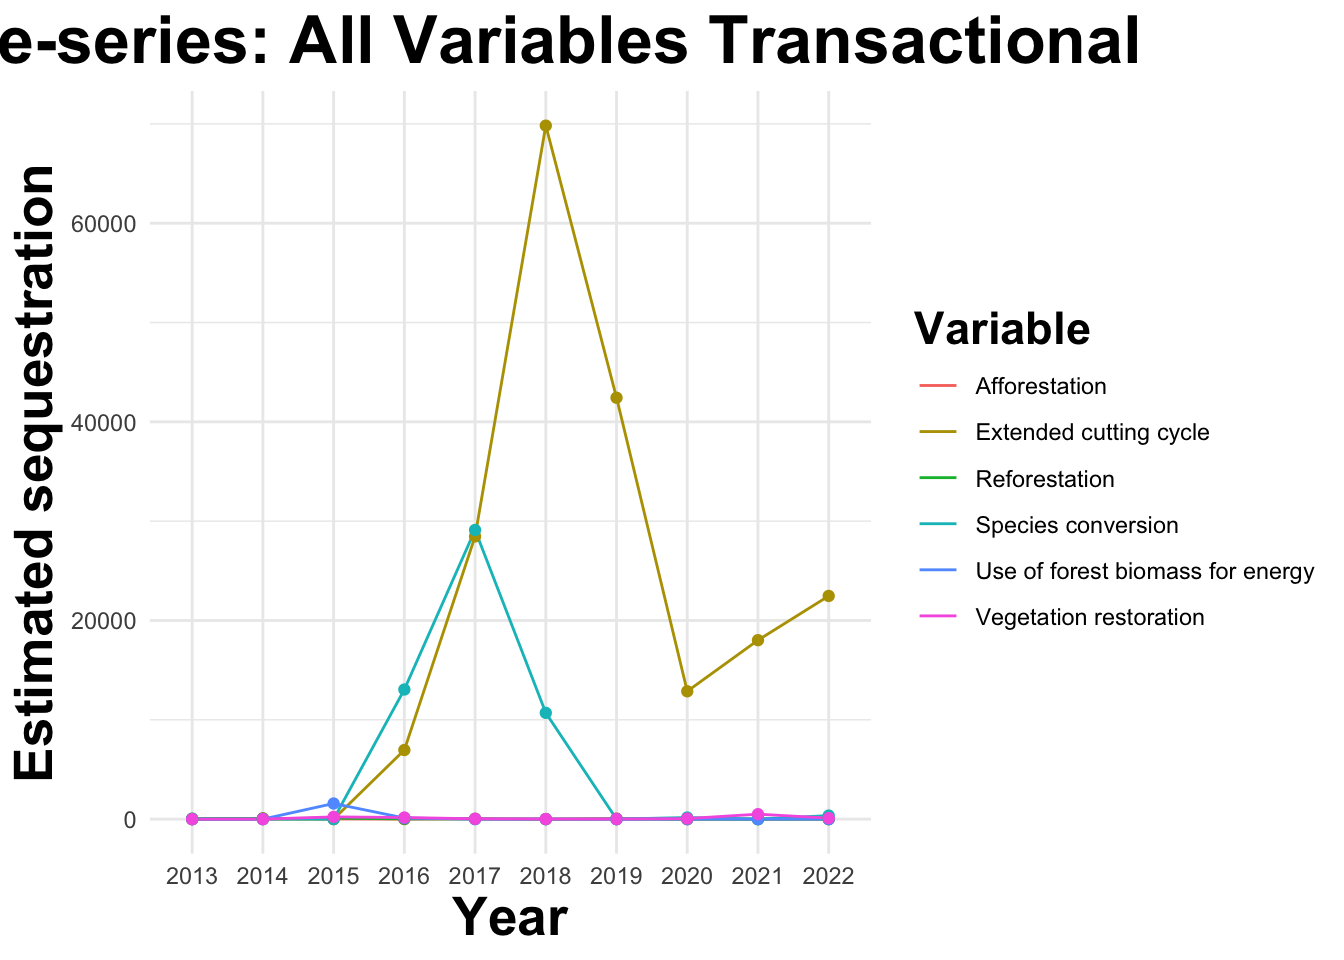 e-series: All Variables Transactional
Estimated sequestration
60000
40000
20000
0
2013 2014 2015 2016 2017 2018 2019 2020 2021 2022
Year
Variable
Afforestation
Extended cutting cycle
Reforestation
Species conversion
Use of forest biomass for energy
Vegetation restoration